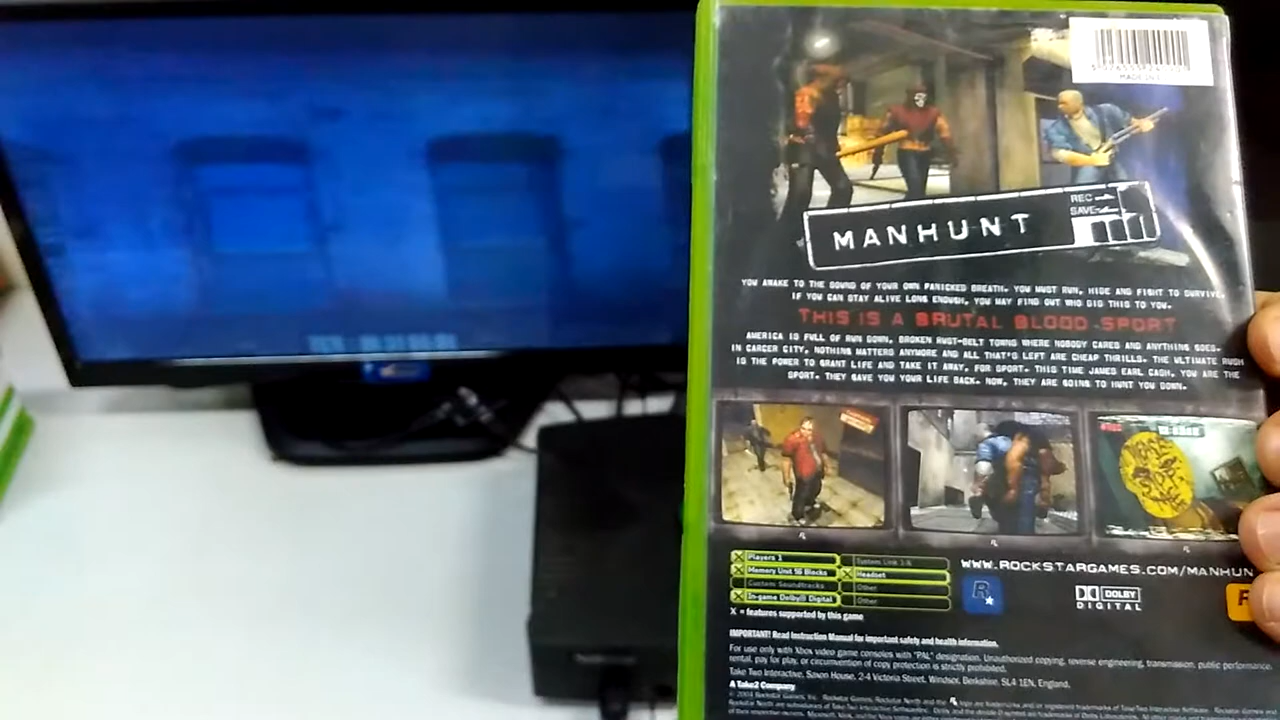 MADE IN
REC
SAVE
MANHUNT
YOU AWAKE TO THE SOUND OF YOUR OWN PANICKED BREATH. YOU MUST RUN, HIDE AND FIGHT TO SURVIVE.
IF YOU CAN STAY ALIVE LONG ENOUGH, YOU MAY FIND OUT WHO DID THIS TO YOU.
THIS IS A BRUTAL BLOOD SPORT
AMERICA IS FULL OF RUN DOWN, BROKEN RUST-BELT TOWNS WHERE NOBODY CARES AND ANYTHING GOES.
IN CARCER CITY, NOTHING MATTERS ANYMORE AND ALL THAT'S LEFT ARE CHEAP THRILLS. THE ULTIMATE RUSH
IS THE POWER TO GRANT LIFE AND TAKE IT AWAY, FOR SPORT. THIS TIME JAMES EARL CASH, YOU ARE THE
SPORT. THEY GAVE YOU YOUR LIFE BACK. NOW, THEY ARE GOING TO HUNT YOU DOWN.
X Players 1
System Link
X Memory Unit 56 Blocks
X Headset
Custom Soundtracks
Other
X In-game Dolby® Digital
Other
X = features supported by this game
WWW.ROCKSTARGAMES.COM/MANHUN
R
DOLBY
DIGITAL
IMPORTANT! Read Instruction Manual for important safety and health information.
For use only with Xbox video game consoles with "PAL" designation. Unauthorized copying, reverse engineering, transmission, public performance,
rental, pay for play, or circumvention of copy protection is strictly prohibited.
Take Two Interactive, Saxon House, 2-4 Victoria Street, Windsor, Berkshire, SL4 1EN, England.
A Take2 Company